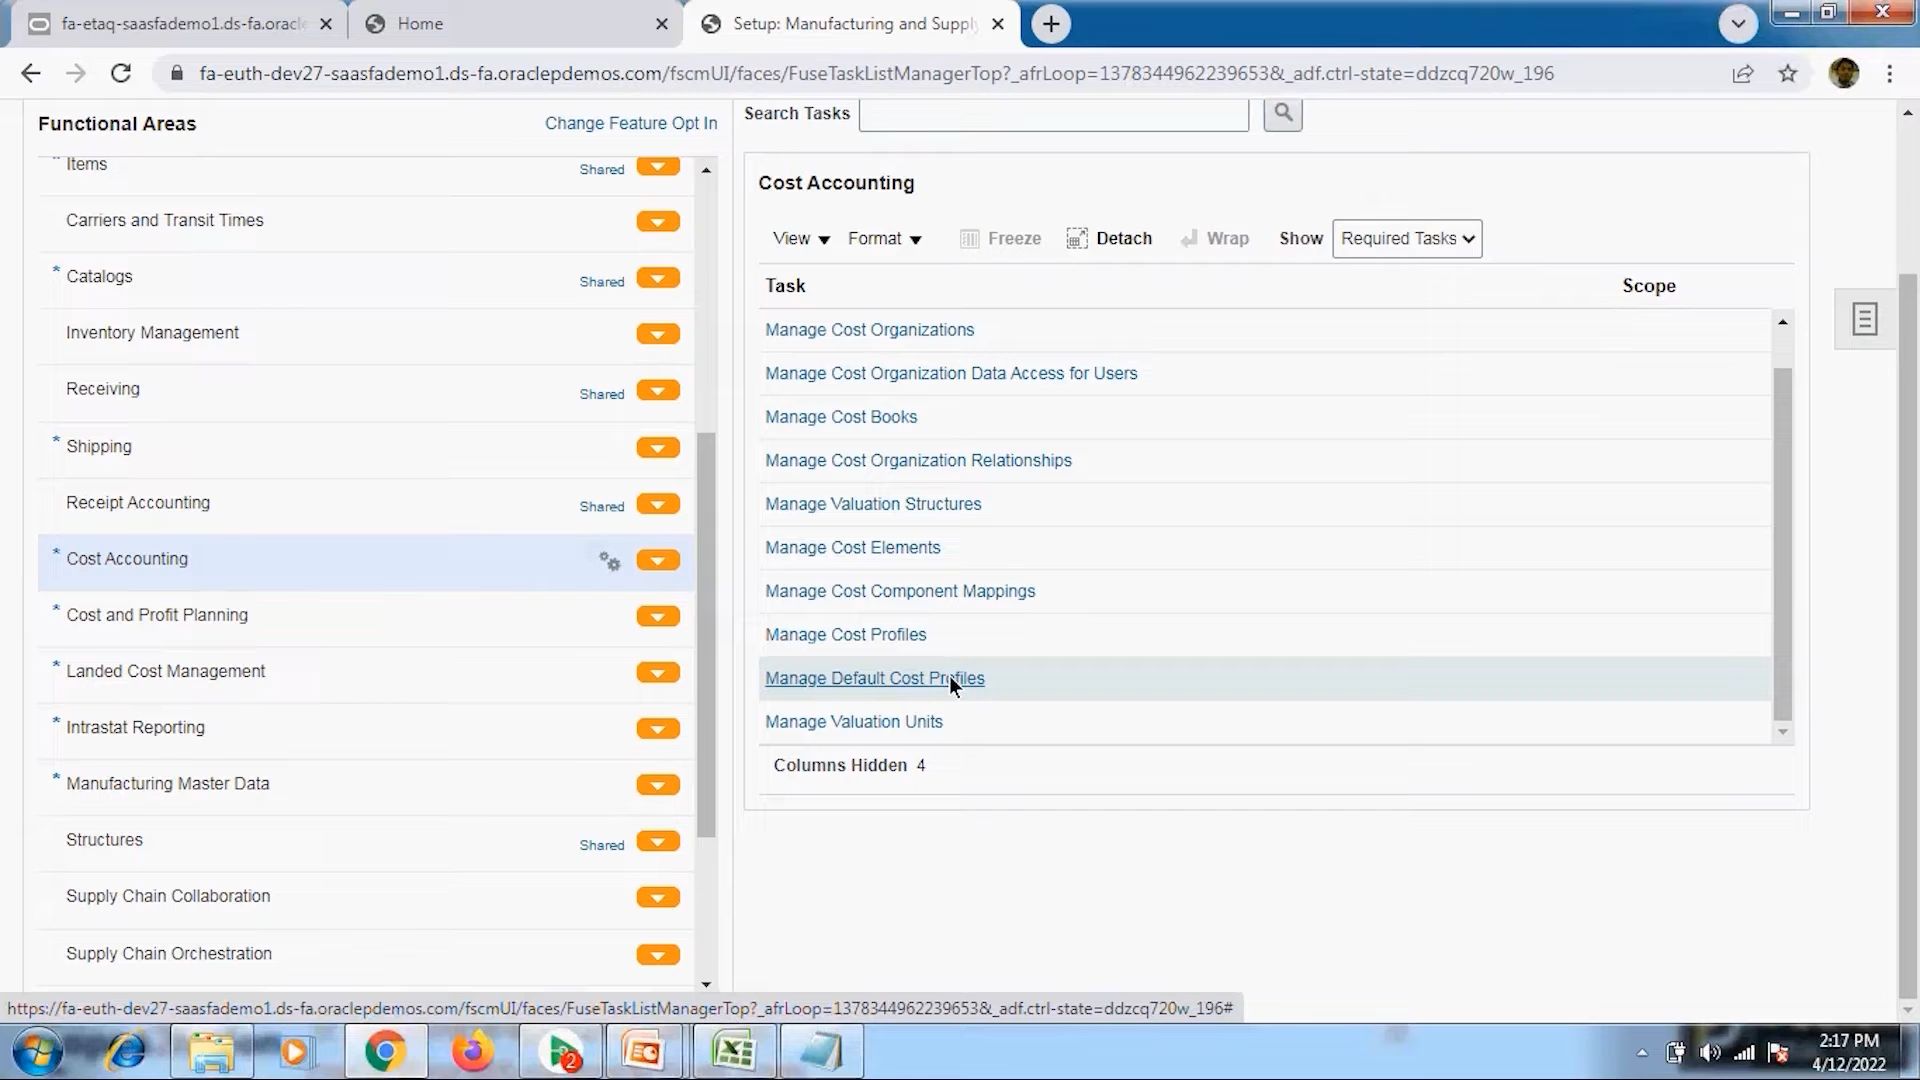 fa-etaq-saasfademo1.ds-fa.oracle
Home
Setup: Manufacturing and Supply
fa-euth-dev27-saasfademo1.ds-fa.oraclepdemos.com/fscmUI/faces/FuseTaskListManagerTop?_afrLoop=1378344962239653&_adf.ctrl-state=ddzcq720w_196
Functional Areas
Change Feature Opt In
* Items
Shared
Carriers and Transit Times
* Catalogs
Shared
Inventory Management
Receiving
Shared
* Shipping
Receipt Accounting
Shared
* Cost Accounting
* Cost and Profit Planning
* Landed Cost Management
* Intrastat Reporting
* Manufacturing Master Data
Structures
Shared
Supply Chain Collaboration
Supply Chain Orchestration
Search Tasks
Cost Accounting
View
Format
Freeze
Detach
Wrap
Show
Required Tasks
Task
Scope
Manage Cost Organizations
Manage Cost Organization Data Access for Users
Manage Cost Books
Manage Cost Organization Relationships
Manage Valuation Structures
Manage Cost Elements
Manage Cost Component Mappings
Manage Cost Profiles
Manage Default Cost Profiles
Manage Valuation Units
Columns Hidden 4
https://fa-euth-dev27-saasfademo1.ds-fa.oraclepdemos.com/fscmUI/faces/FuseTaskListManagerTop?_afrLoop=1378344962239653&_adf.ctrl-state=ddzcq720w_196#
2
2:17 PM
4/12/2022